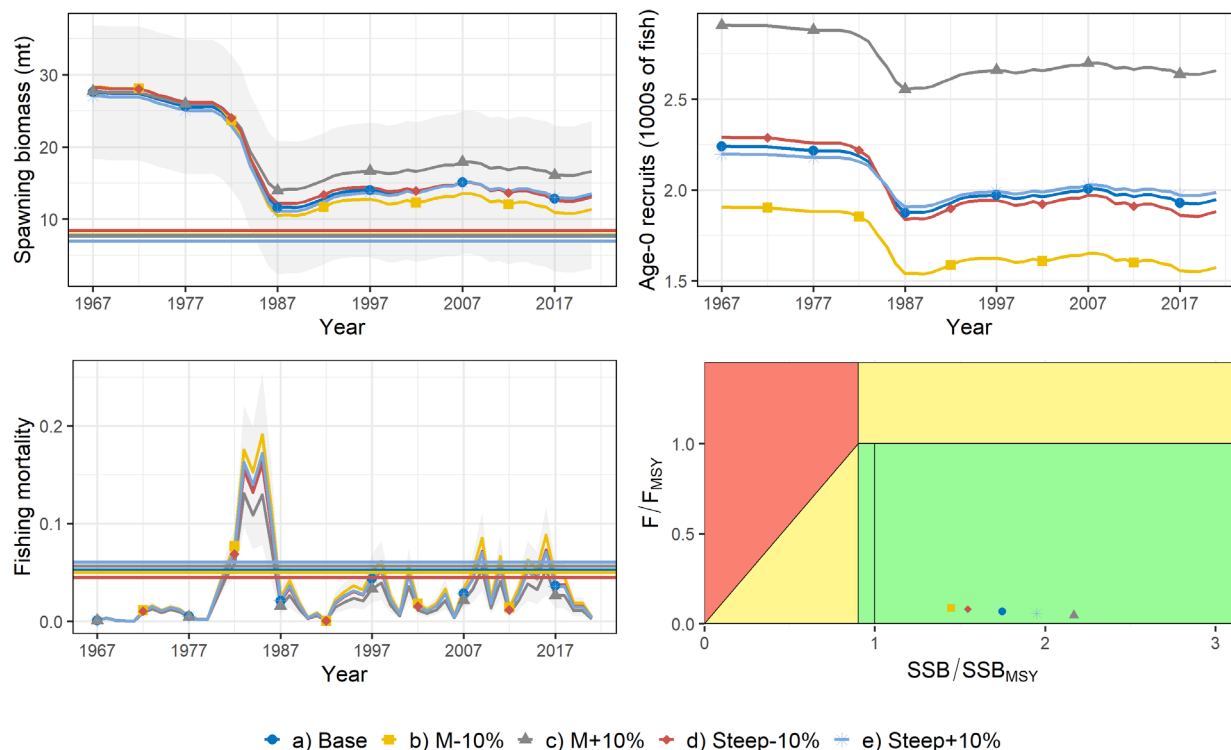 Spawning biomass (mt)
30
20
10
1967 1977 1987 1997 2007 2017
Year
Age-0 recruits (1000s of fish)
2.5
2.0
1.5
1967 1977 1987 1997 2007 2017
Year
Fishing mortality
0.2
0.1
0.0
1967 1977 1987 1997 2007 2017
Year
F/FMSY
1.0
0.5
0.0
0 1 2 3
SSB/SSBMSY
a) Base b) M-10% c) M+10% d) Steep-10% e) Steep+10%